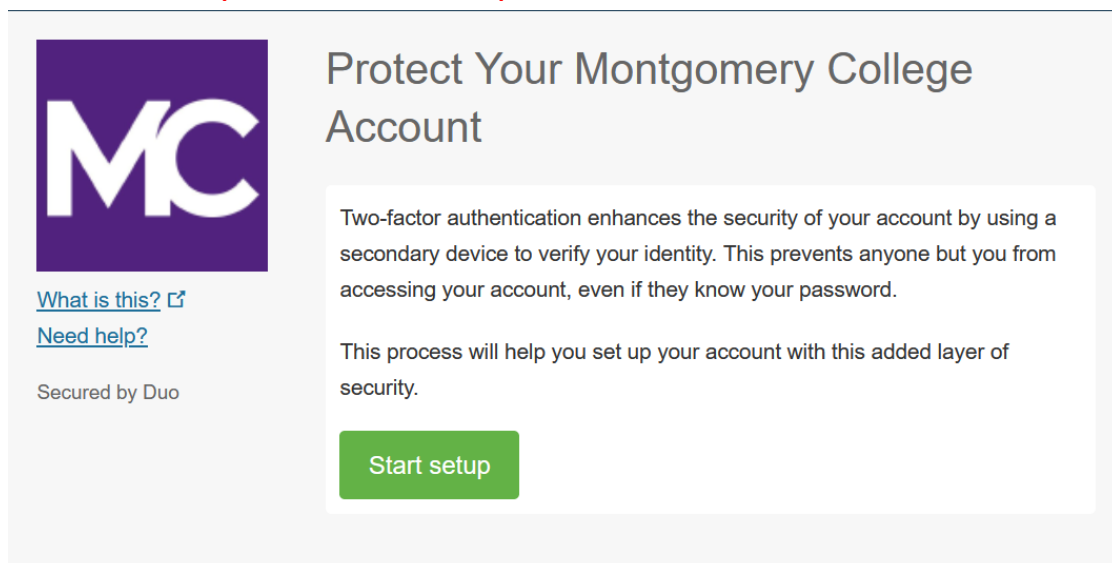 MC
Protect Your Montgomery College
Account
What is this?
Need help?
Secured by Duo
Two-factor authentication enhances the security of your account by using a
secondary device to verify your identity. This prevents anyone but you from
accessing your account, even if they know your password.
This process will help you set up your account with this added layer of
security.
Start setup